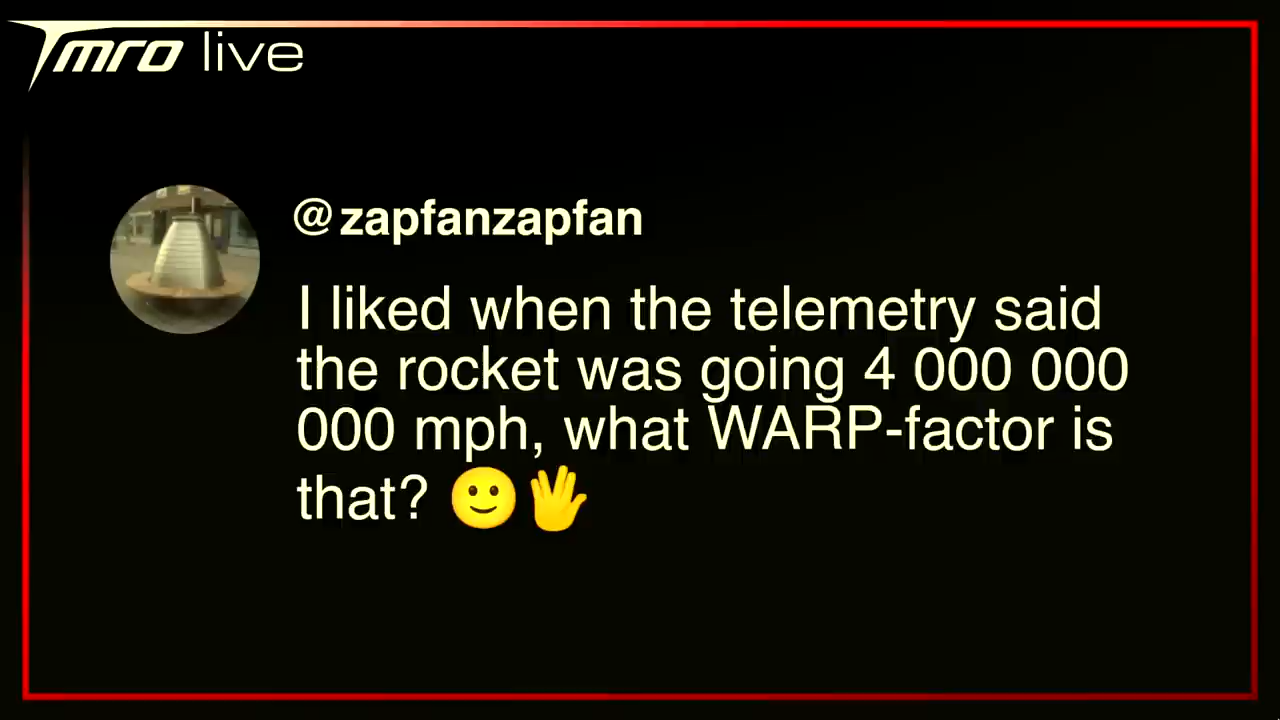 Tmro live
@zapfanzapfan
I liked when the telemetry said
the rocket was going 4 000 000
000 mph, what WARP-factor is
that? 🙂🖖